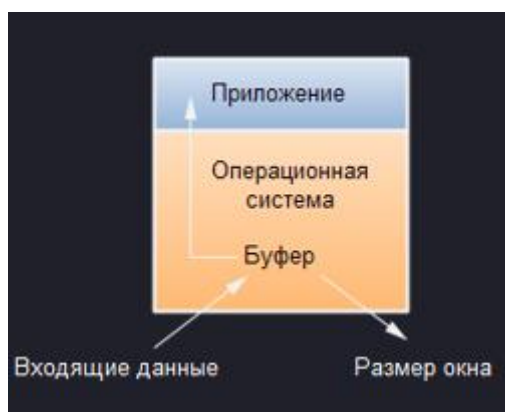 Приложение
Операционная
система
Буфер
Входящие данные
Размер окна